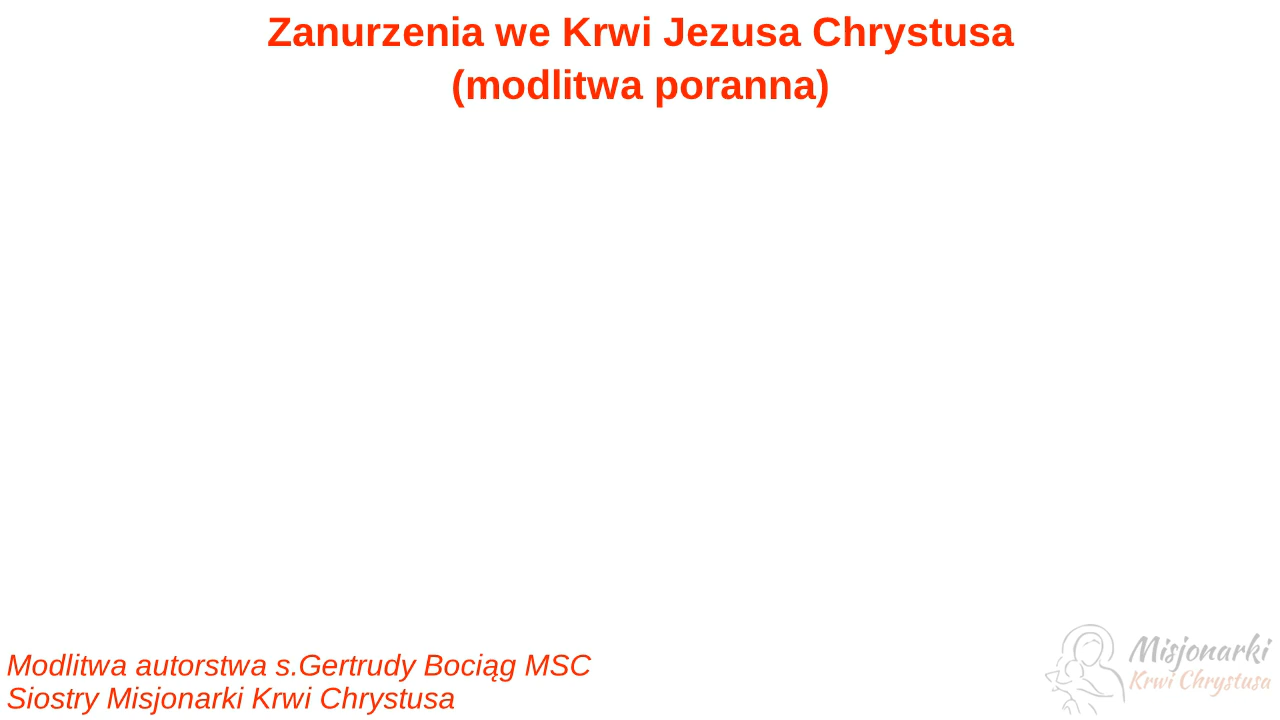 Zanurzenia we Krwi Jezusa Chrystusa
(modlitwa poranna)
Modlitwa autorstwa s.Gertrudy Bociąg MSC
Siostry Misjonarki Krwi Chrystusa
Misjonarki
Krwi Chrystusa